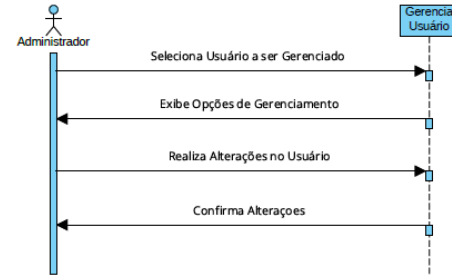 Gerencia
Usuário
Administrador
Seleciona Usuário a ser Gerenciado
Exibe Opções de Gerenciamento
Realiza Alterações no Usuário
Confirma Alteraçoes